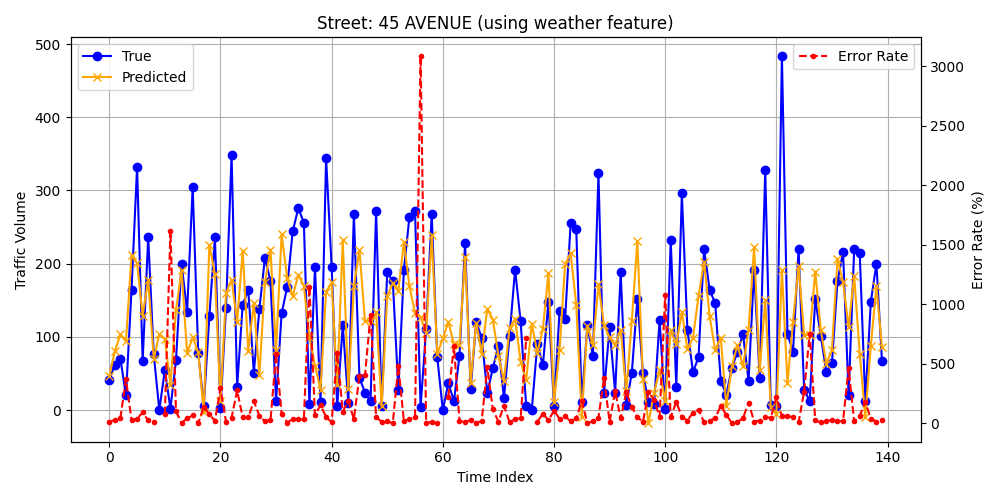 Street: 45 AVENUE (using weather feature)
True
Predicted
Error Rate
Traffic Volume
500
400
300
200
100
0
3000
2500
2000
1500
1000
500
0
Error Rate (%)
0 20 40 60 80 100 120 140
Time Index